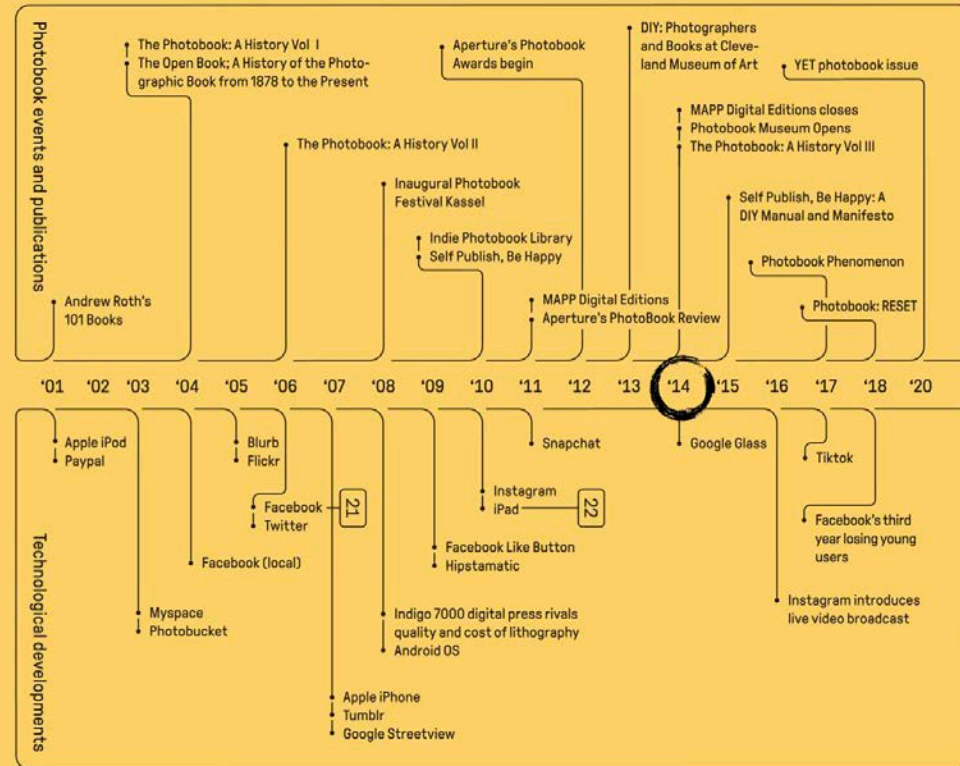 Photobook events and publications
The Photobook: A History Vol I
The Open Book; A History of the Photo-
graphic Book from 1878 to the Present
Aperture's Photobook
Awards begin
DIY: Photographers
and Books at Cleve-
land Museum of Art
YET photobook issue
MAPP Digital Editions closes
Photobook Museum Opens
The Photobook: A History Vol III
The Photobook: A History Vol II
Inaugural Photobook
Festival Kassel
Self Publish, Be Happy: A
DIY Manual and Manifesto
Indie Photobook Library
Self Publish, Be Happy
Photobook Phenomenon
Andrew Roth's
101 Books
MAPP Digital Editions
Aperture's PhotoBook Review
Photobook: RESET
‘01 ‘02 ‘03 ‘04 ‘05 ‘06 ‘07 ‘08 ‘09 ‘10 ‘11 ‘12 ‘13 ‘14 ‘15 ‘16 ‘17 ‘18 ‘20
Technological developments
Apple iPod
Paypal
Blurb
Flickr
Snapchat
Google Glass
Tiktok
Facebook
Twitter
21
Instagram
iPad
22
Facebook's third
year losing young
users
Facebook (local)
Facebook Like Button
Hipstamatic
Myspace
Photobucket
Indigo 7000 digital press rivals
quality and cost of lithography
Android OS
Instagram introduces
live video broadcast
Apple iPhone
Tumblr
Google Streetview